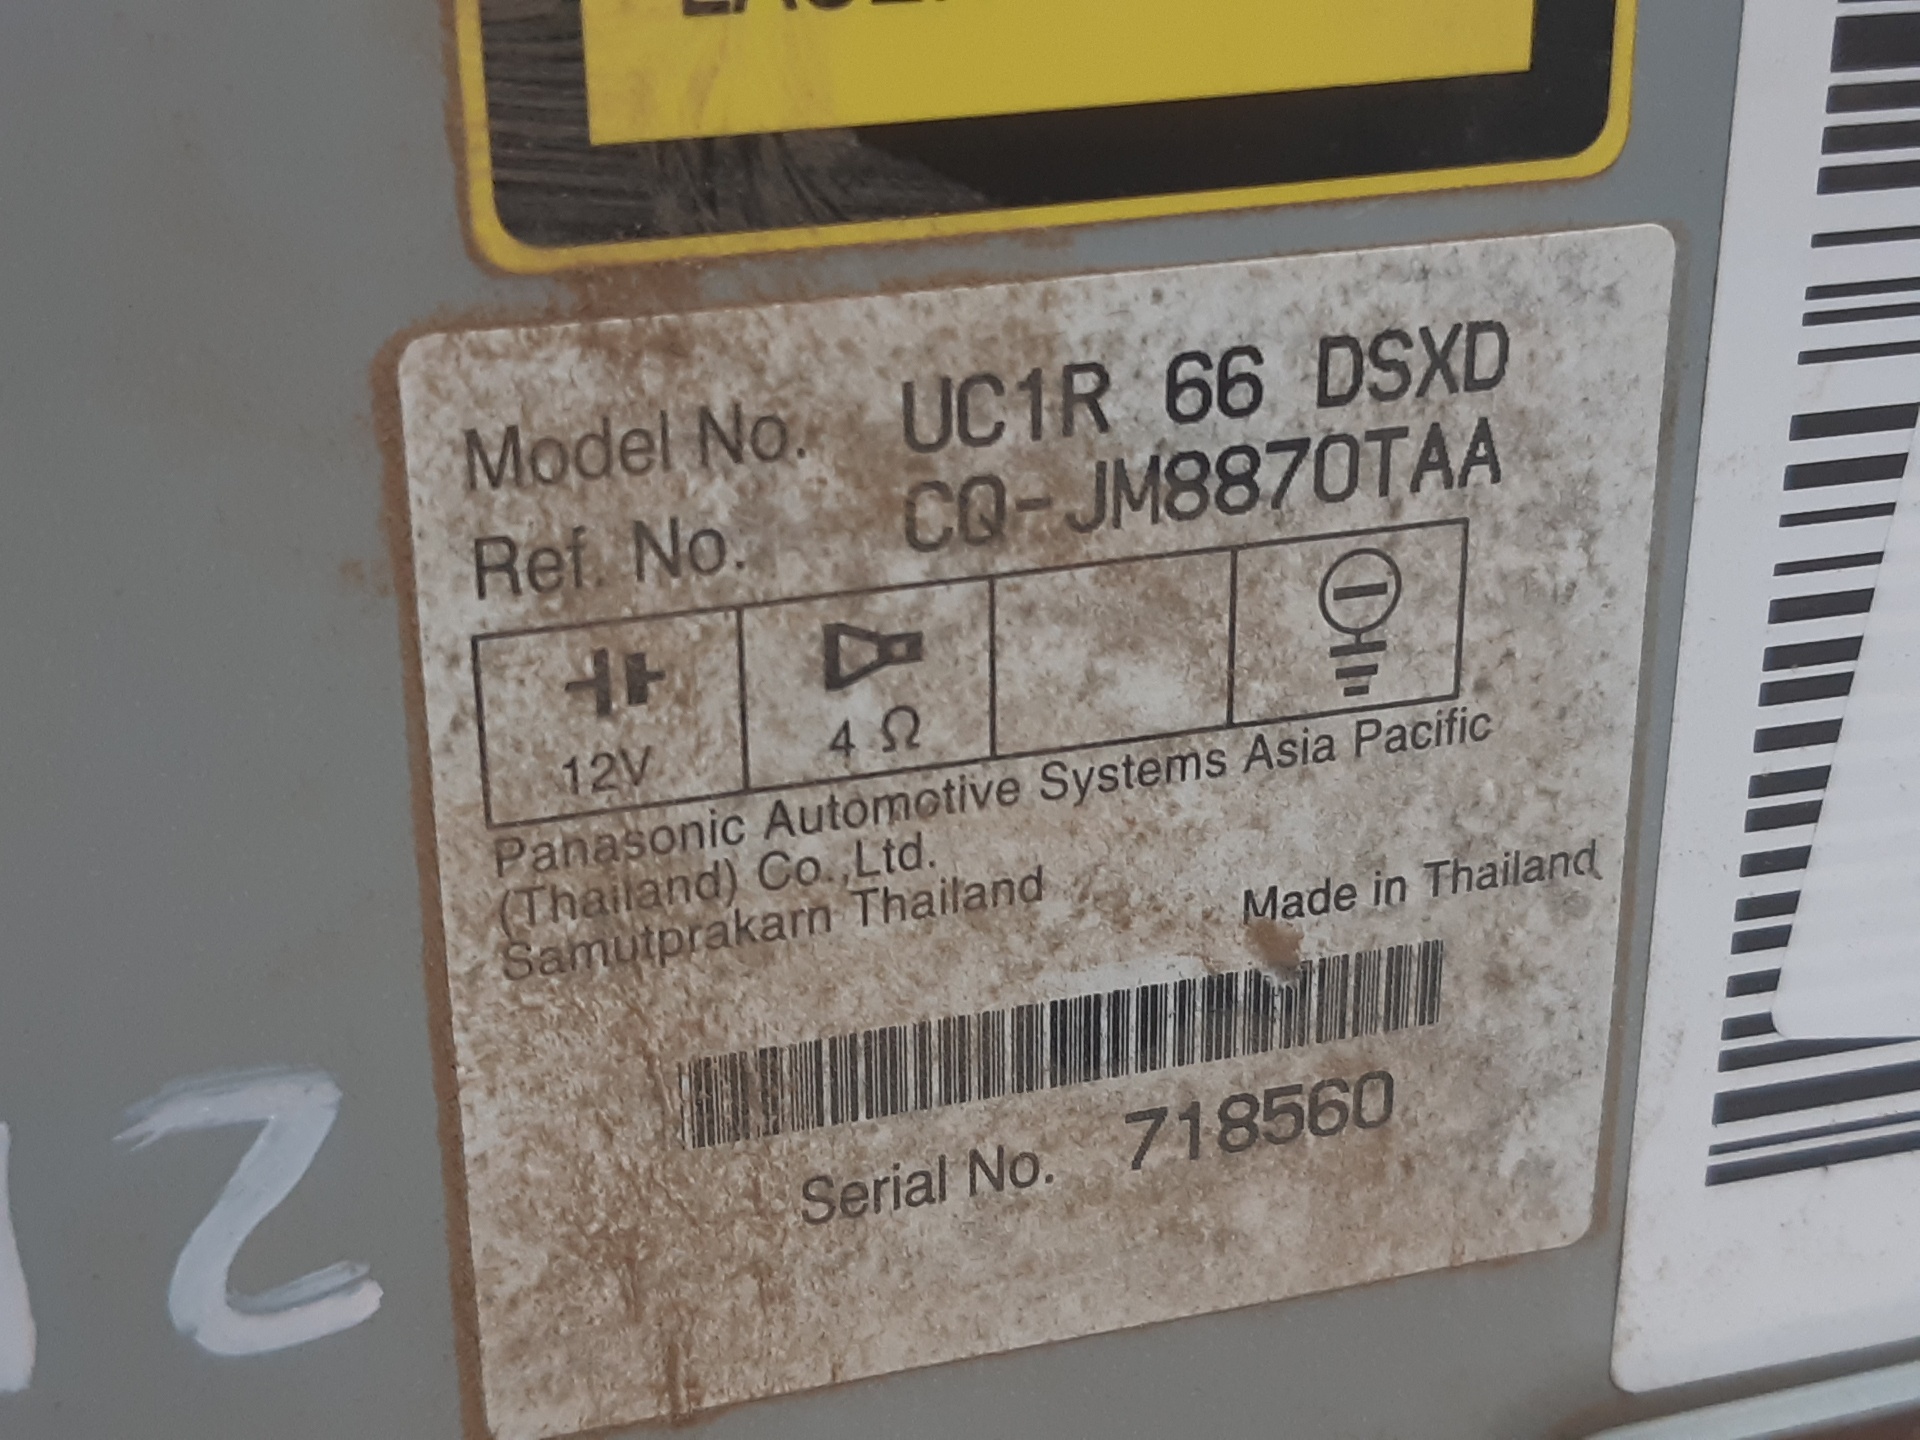 Model No. UC1R 66 DSXD
Ref. No. CQ-JM8870TAA
12V
4 Ω
Panasonic Automotive Systems Asia Pacific
(Thailand) Co.,Ltd.
Samutprakarn Thailand
Made in Thailand
Serial No. 718560
2